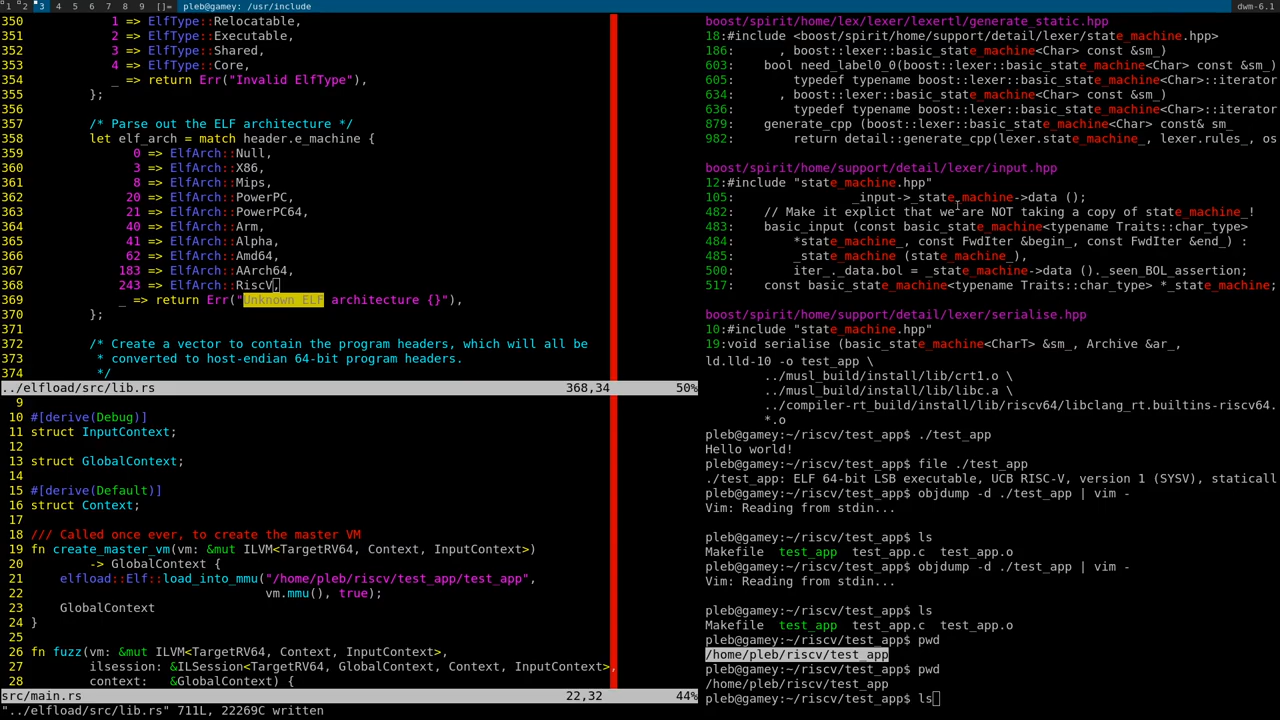 1 2 3 4 5 6 7 8 9 []= pleb@gamey: /usr/include dwm-6.1
350 1 => ElfType::Relocatable,
351 2 => ElfType::Executable,
352 3 => ElfType::Shared,
353 4 => ElfType::Core,
354 _ => return Err("Invalid ElfType"),
355 };
356
357 /* Parse out the ELF architecture */
358 let elf_arch = match header.e_machine {
359 0 => ElfArch::Null,
360 3 => ElfArch::X86,
361 8 => ElfArch::Mips,
362 20 => ElfArch::PowerPC,
363 21 => ElfArch::PowerPC64,
364 40 => ElfArch::Arm,
365 41 => ElfArch::Alpha,
366 62 => ElfArch::Amd64,
367 183 => ElfArch::AArch64,
368 243 => ElfArch::RiscV,
369 _ => return Err("Unknown ELF architecture {}"),
370 };
371
372 /* Create a vector to contain the program headers, which will all be
373 * converted to host-endian 64-bit program headers.
374 */
../elfload/src/lib.rs 368,34 50%
9
10 #[derive(Debug)]
11 struct InputContext;
12
13 struct GlobalContext;
14
15 #[derive(Default)]
16 struct Context;
17
18 /// Called once ever, to create the master VM
19 fn create_master_vm(vm: &mut ILVM<TargetRV64, Context, InputContext>)
20 -> GlobalContext {
21 elfload::Elf::load_into_mmu("/home/pleb/riscv/test_app/test_app",
22 vm.mmu(), true);
23 GlobalContext
24 }
25
26 fn fuzz(vm: &mut ILVM<TargetRV64, Context, InputContext>,
27 ilsession: &ILSession<TargetRV64, GlobalContext, Context, InputContext>,
28 context: &GlobalContext) {
src/main.rs 22,32 44%
"../elfload/src/lib.rs" 711L, 22269C written
boost/spirit/home/lex/lexer/lexertl/generate_static.hpp
18:#include <boost/spirit/home/support/detail/lexer/state_machine.hpp>
186: , boost::lexer::basic_state_machine<Char> const &sm_)
603: bool need_label0_0(boost::lexer::basic_state_machine<Char> const &sm_)
605: typedef typename boost::lexer::basic_state_machine<Char>::iterator
634: , boost::lexer::basic_state_machine<Char> const &sm_)
636: typedef typename boost::lexer::basic_state_machine<Char>::iterator
879: generate_cpp (boost::lexer::basic_state_machine<Char> const& sm_
982: return detail::generate_cpp(lexer.state_machine_, lexer.rules_, os
boost/spirit/home/support/detail/lexer/input.hpp
12:#include "state_machine.hpp"
105: _input->_state_machine->data ();
482: // Make it explict that we are NOT taking a copy of state_machine_!
483: basic_input (const basic_state_machine<typename Traits::char_type>
484: *state_machine_, const FwdIter &begin_, const FwdIter &end_) :
485: _state_machine (state_machine_),
500: iter_._data.bol = _state_machine->data ()._seen_BOL_assertion;
517: const basic_state_machine<typename Traits::char_type> *_state_machine;
boost/spirit/home/support/detail/lexer/serialise.hpp
10:#include "state_machine.hpp"
19:void serialise (basic_state_machine<CharT> &sm_, Archive &ar_,
ld.lld-10 -o test_app \
../musl_build/install/lib/crt1.o \
../musl_build/install/lib/libc.a \
../compiler-rt_build/install/lib/riscv64/libclang_rt.builtins-riscv64.
*.o
pleb@gamey:~/riscv/test_app$ ./test_app
Hello world!
pleb@gamey:~/riscv/test_app$ file ./test_app
./test_app: ELF 64-bit LSB executable, UCB RISC-V, version 1 (SYSV), staticall
pleb@gamey:~/riscv/test_app$ objdump -d ./test_app | vim -
Vim: Reading from stdin...
pleb@gamey:~/riscv/test_app$ ls
Makefile test_app test_app.c test_app.o
pleb@gamey:~/riscv/test_app$ objdump -d ./test_app | vim -
Vim: Reading from stdin...
pleb@gamey:~/riscv/test_app$ ls
Makefile test_app test_app.c test_app.o
pleb@gamey:~/riscv/test_app$ pwd
/home/pleb/riscv/test_app
pleb@gamey:~/riscv/test_app$ pwd
/home/pleb/riscv/test_app
pleb@gamey:~/riscv/test_app$ ls